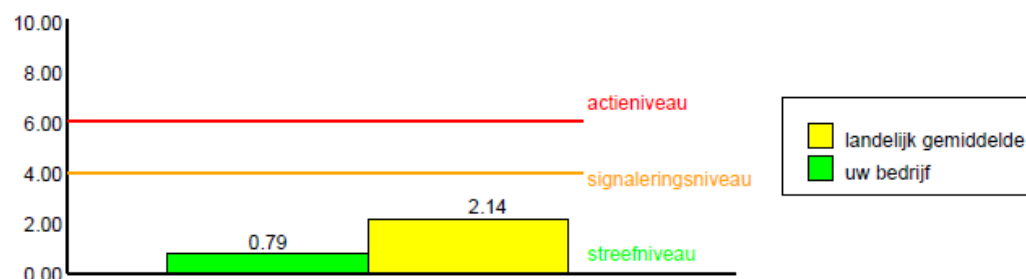 10.00
8.00
actieniveau
6.00
landelijk gemiddelde
uw bedrijf
4.00
signaleringsniveau
2.14
2.00
0.79
streefniveau
0.00